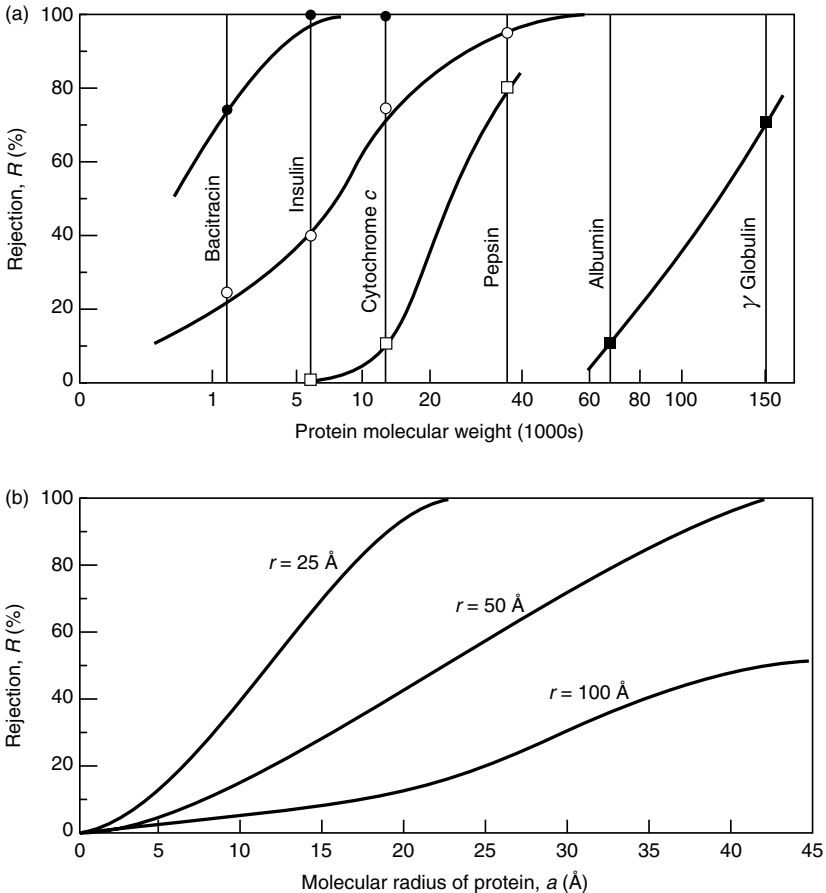 (a)
100
80
60
40
20
0
Rejection, R (%)
Bacitracin
Insulin
Cytochrome c
Pepsin
Albumin
γ Globulin
0 1 5 10 20 40 60 80 100 150
Protein molecular weight (1000s)
(b)
100
80
60
40
20
0
Rejection, R (%)
r = 25 Å
r = 50 Å
r = 100 Å
0 5 10 15 20 25 30 35 40 45
Molecular radius of protein, a (Å)